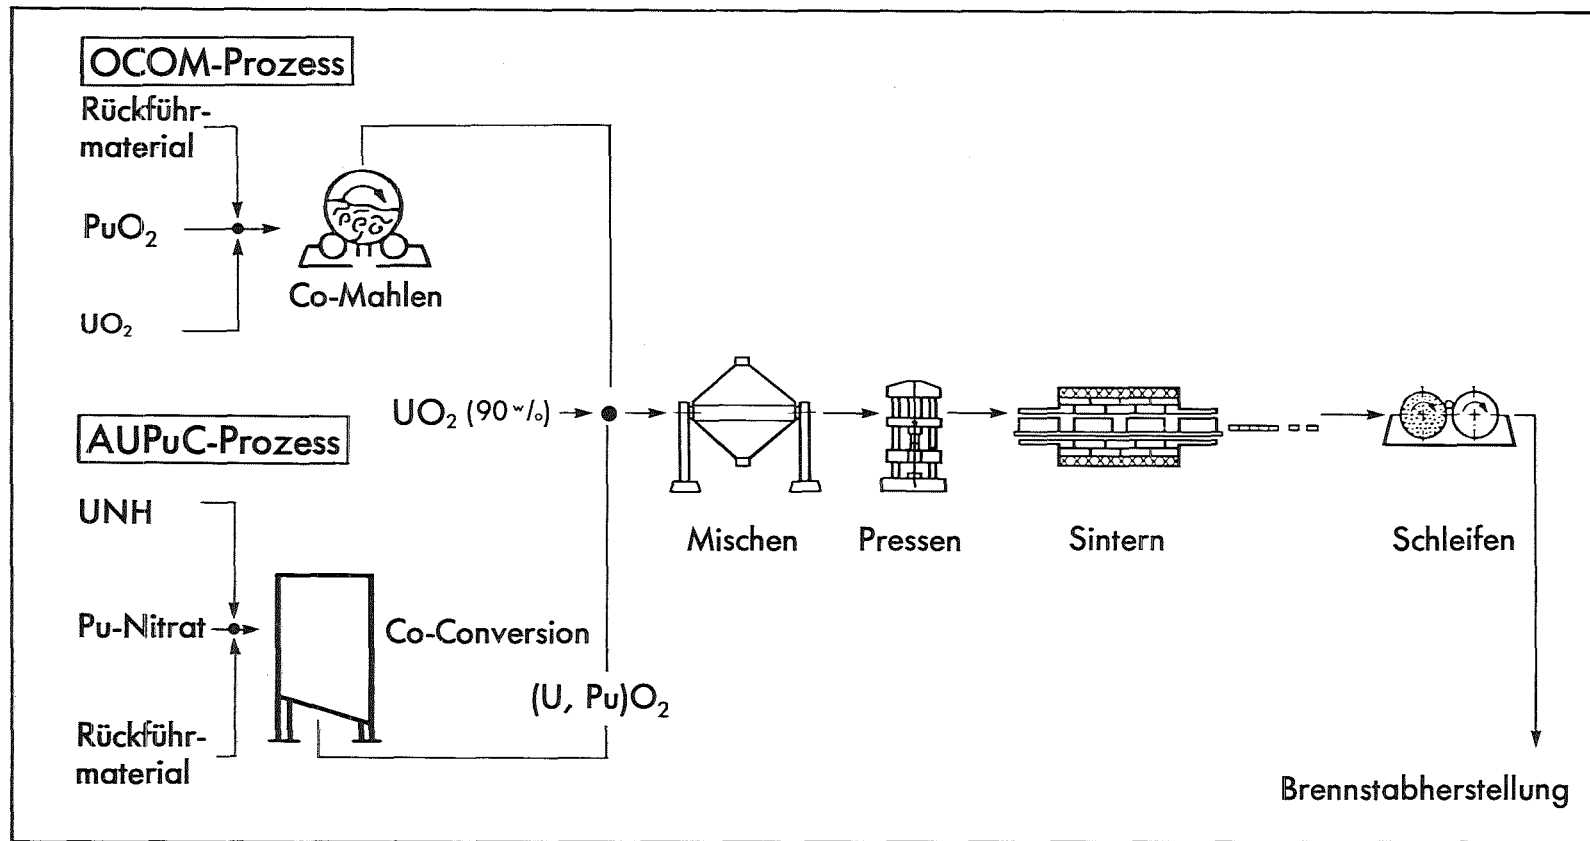 OCOM-Prozess
Rückführ-
material
PuO₂
UO₂
Co-Mahlen
UO₂ (90 ʷ/₀)
AUPuC-Prozess
UNH
Pu-Nitrat
Rückführ-
material
Co-Conversion
(U, Pu)O₂
Mischen
Pressen
Sintern
Schleifen
Brennstabherstellung